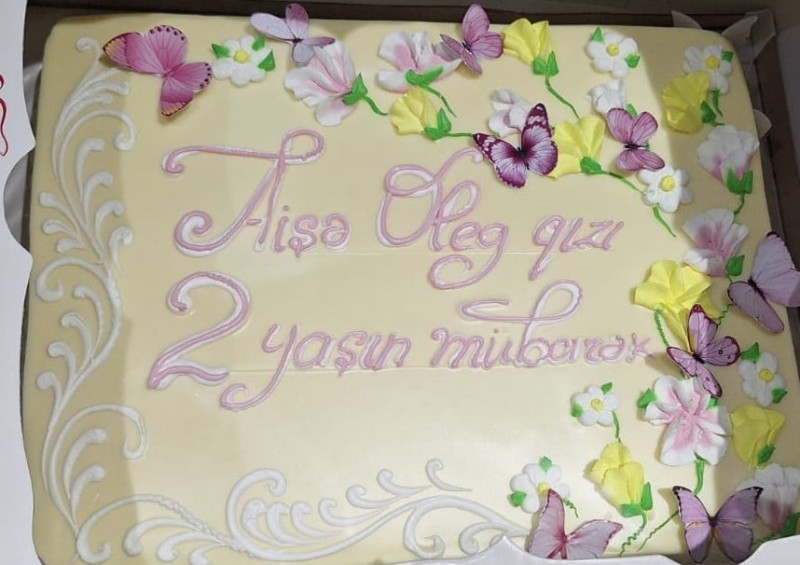 Aişə Oleg qızı
2 yaşın mübarək